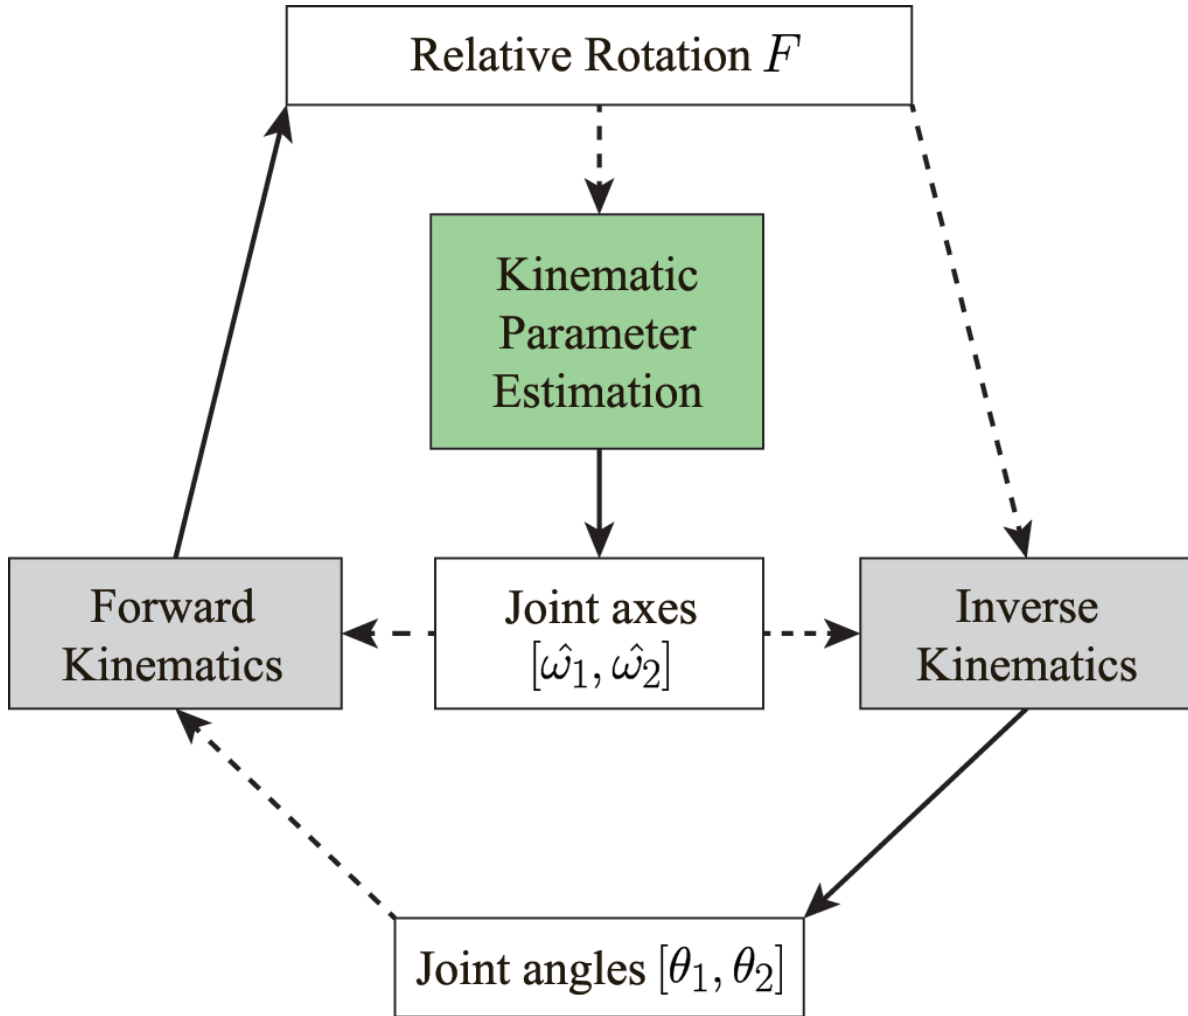 Relative Rotation F
Kinematic
Parameter
Estimation
Forward
Kinematics
Joint axes
[ω̂₁, ω̂₂]
Inverse
Kinematics
Joint angles [θ₁, θ₂]